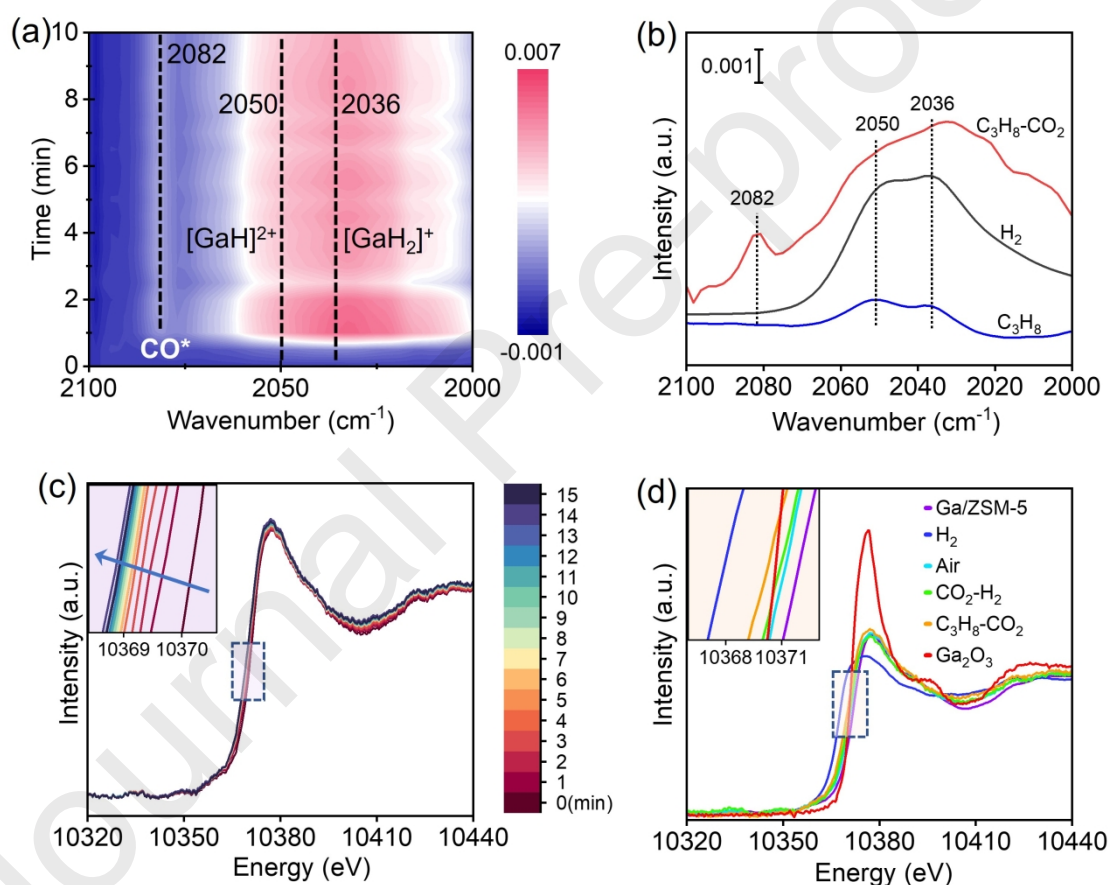 Journal Pre-proo
(a)
10
8
6
4
2
0
Time (min)
2082
2050
2036
[GaH]²⁺
[GaH₂]⁺
CO*
2100
2050
2000
Wavenumber (cm⁻¹)
0.007
-0.001
(b)
0.001
2050
2036
2082
C₃H₈-CO₂
H₂
C₃H₈
Intensity (a.u.)
2100 2080 2060 2040 2020 2000
Wavenumber (cm⁻¹)
(c)
10369 10370
Intensity (a.u.)
10320 10350 10380 10410 10440
Energy (eV)
15
14
13
12
11
10
9
8
7
6
5
4
3
2
1
0(min)
(d)
10368 10371
Ga/ZSM-5
H₂
Air
CO₂-H₂
C₃H₈-CO₂
Ga₂O₃
Intensity (a.u.)
10320 10350 10380 10410 10440
Energy (eV)